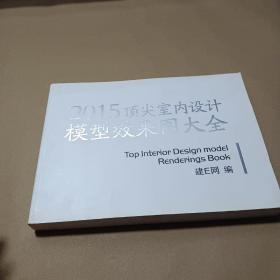 2015顶尖室内设计
模型效果图大全
Top Interior Design model
Renderings Book
建E网 编